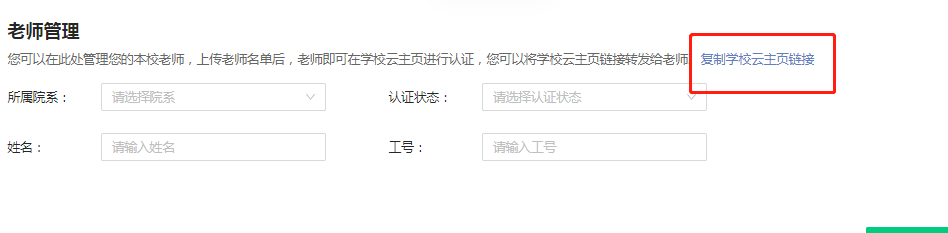 老师管理
您可以在此处管理您的本校老师，上传老师名单后，老师即可在学校云主页进行认证，您可以将学校云主页链接转发给老师 复制学校云主页链接
所属院系： 请选择院系 认证状态： 请选择认证状态
姓名： 请输入姓名 工号： 请输入工号